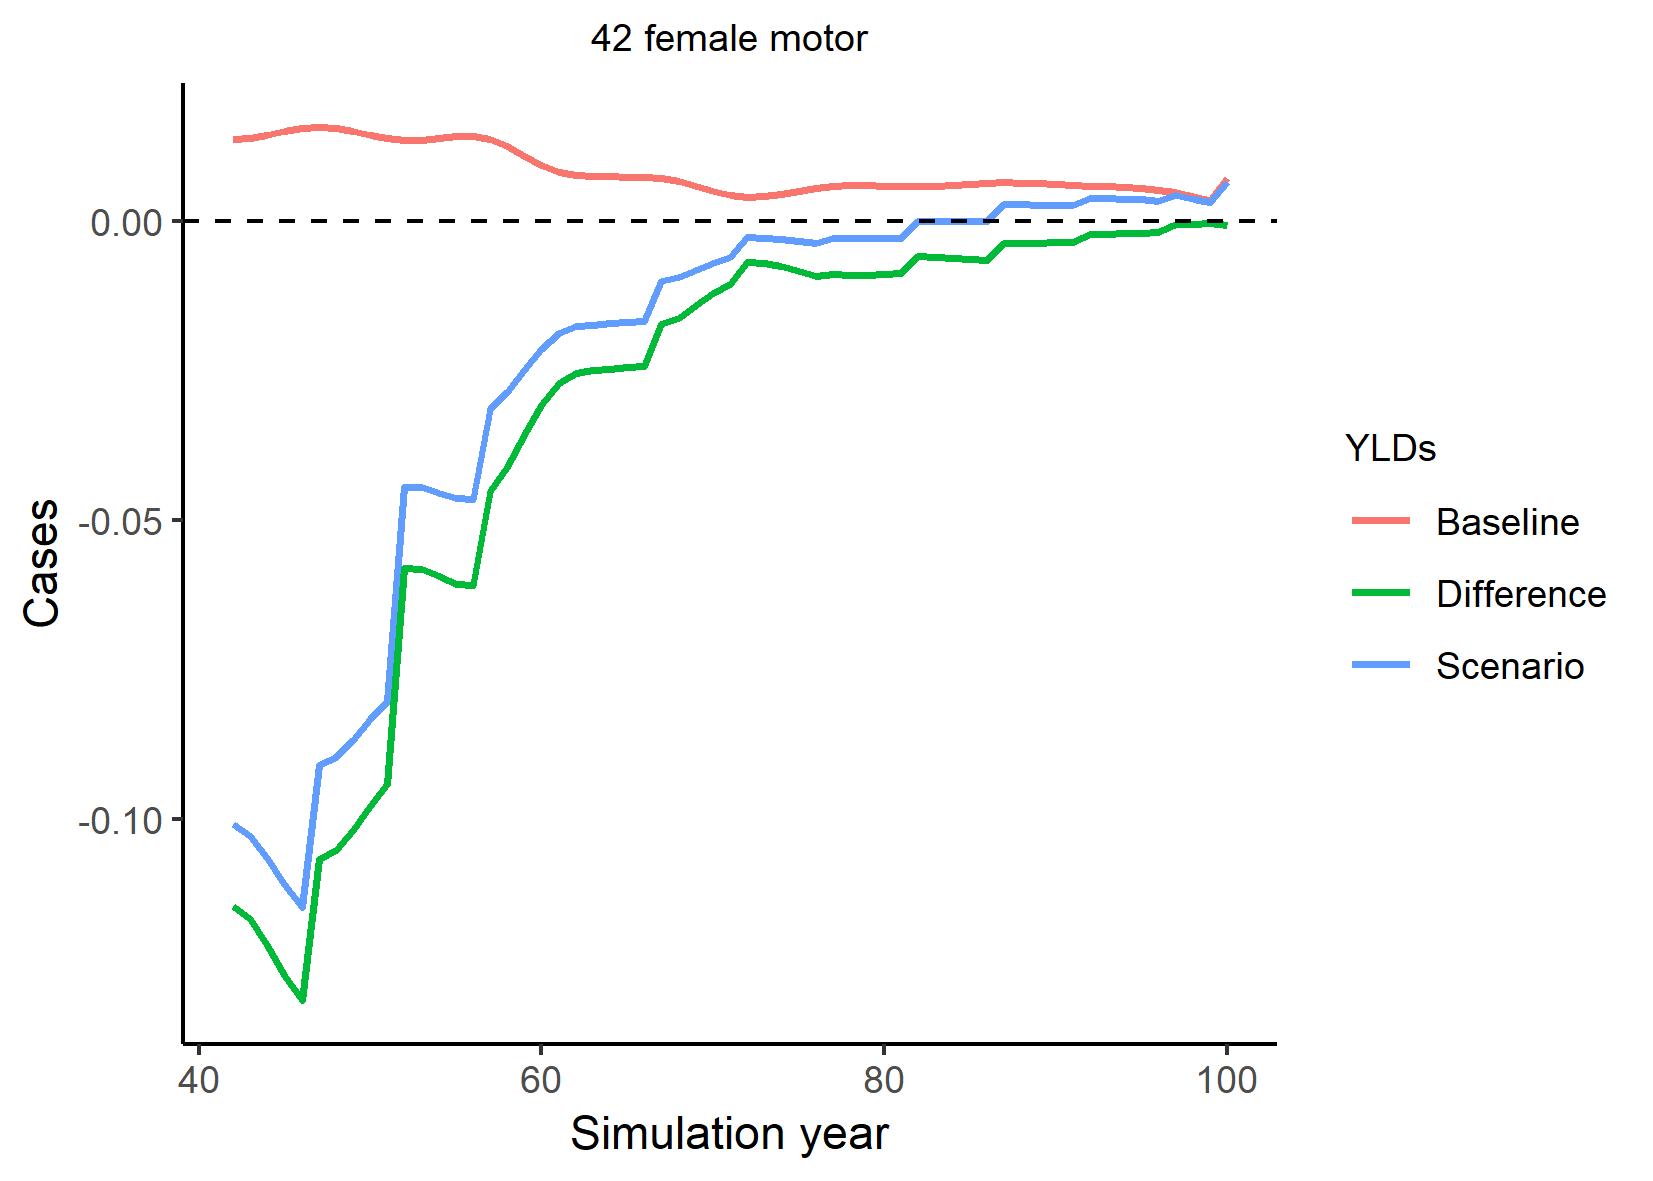 42 female motor
0.00
-0.05
-0.10
Cases
40 60 80 100
Simulation year
YLDs
Baseline
Difference
Scenario